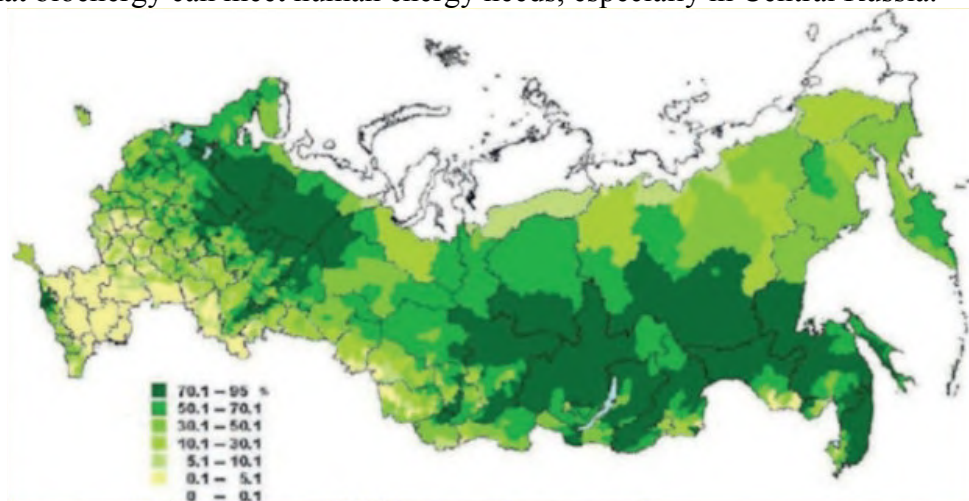 that bioenergy can meet human energy needs, especially in Central Russia.
70.1 – 95 %
50.1 – 70.1
30.1 – 50.1
10.1 – 30.1
5.1 – 10.1
0.1 – 5.1
0 – 0.1